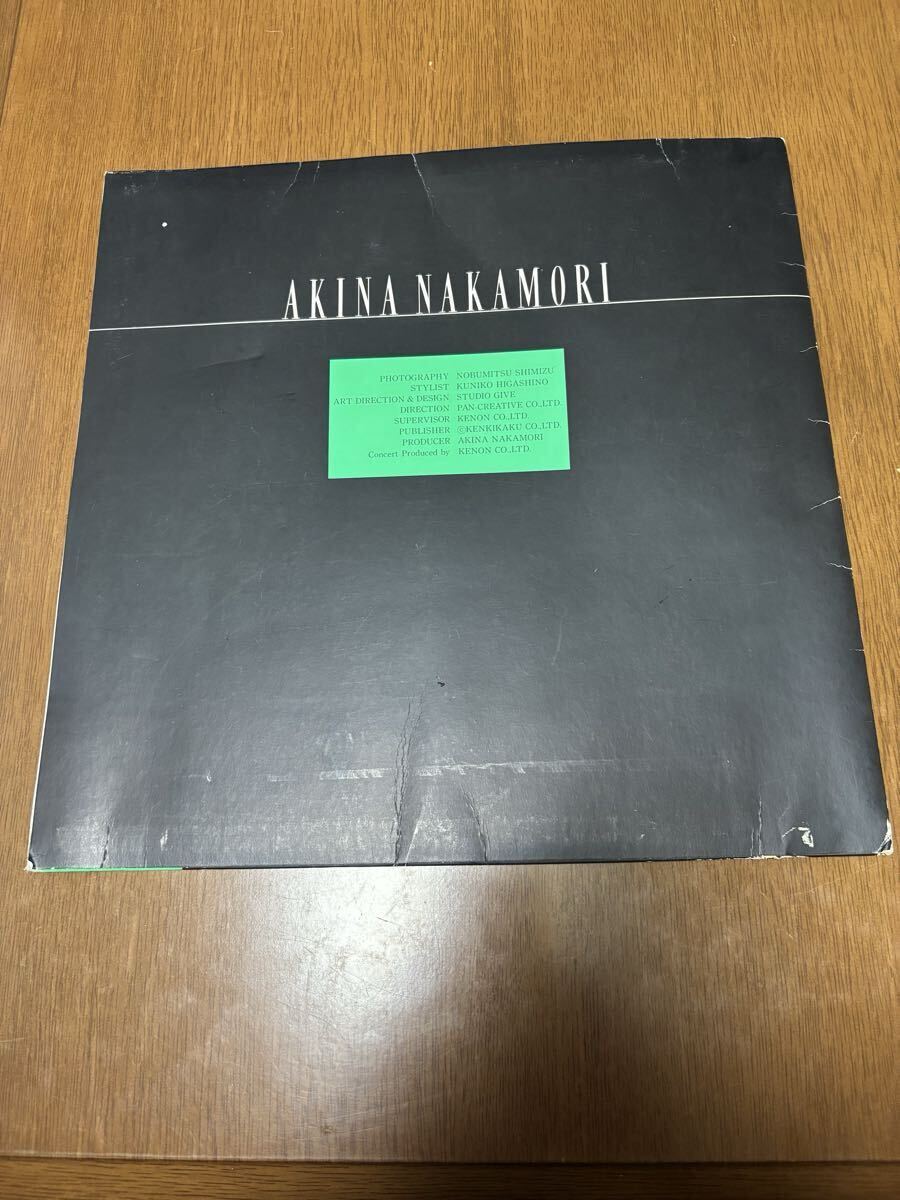 AKINA NAKAMORI
PHOTOGRAPHY NOBUMITSU SHIMIZU
STYLIST KUNIKO HIGASHINO
ART DIRECTION & DESIGN STUDIO GIVE
DIRECTION PAN-CREATIVE CO.,LTD.
SUPERVISOR KENON CO.,LTD.
PUBLISHER ©KENKIKAKU CO.,LTD.
PRODUCER AKINA NAKAMORI
Concert Produced by KENON CO.,LTD.